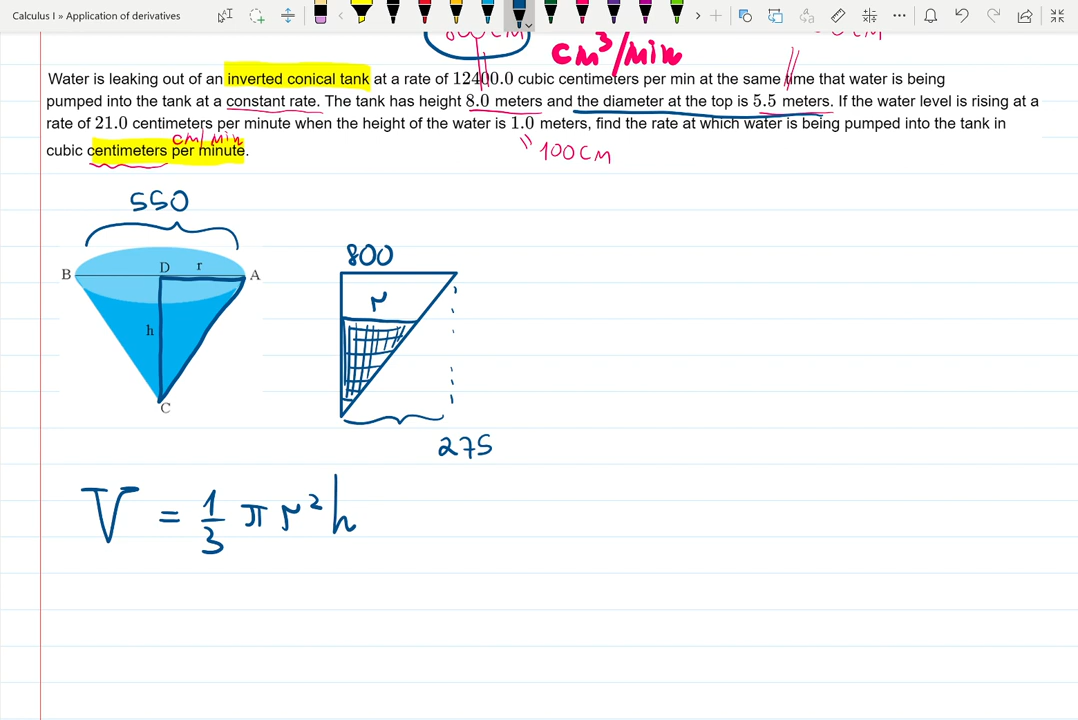 Calculus I » Application of derivatives
800 CM
cm³/Min
Water is leaking out of an inverted conical tank at a rate of 12400.0 cubic centimeters per min at the same time that water is being
pumped into the tank at a constant rate. The tank has height 8.0 meters and the diameter at the top is 5.5 meters. If the water level is rising at a
rate of 21.0 centimeters per minute when the height of the water is 1.0 meters, find the rate at which water is being pumped into the tank in
cm/min
cubic centimeters per minute.
100CM
550
800
B D r A
r
h
C
275
V = 1/3 π r² h